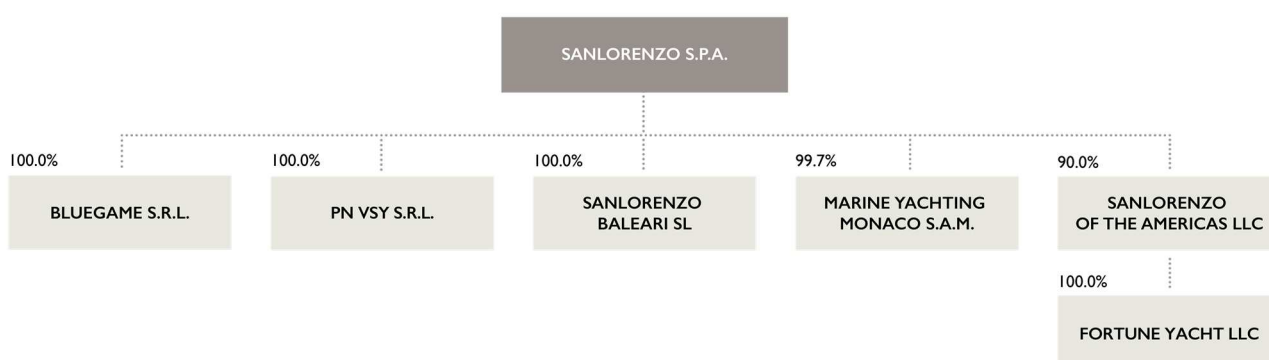 SANLORENZO S.P.A.
100.0%
100.0%
100.0%
99.7%
90.0%
BLUEGAME S.R.L.
PN VSY S.R.L.
SANLORENZO
BALEARI SL
MARINE YACHTING
MONACO S.A.M.
SANLORENZO
OF THE AMERICAS LLC
100.0%
FORTUNE YACHT LLC